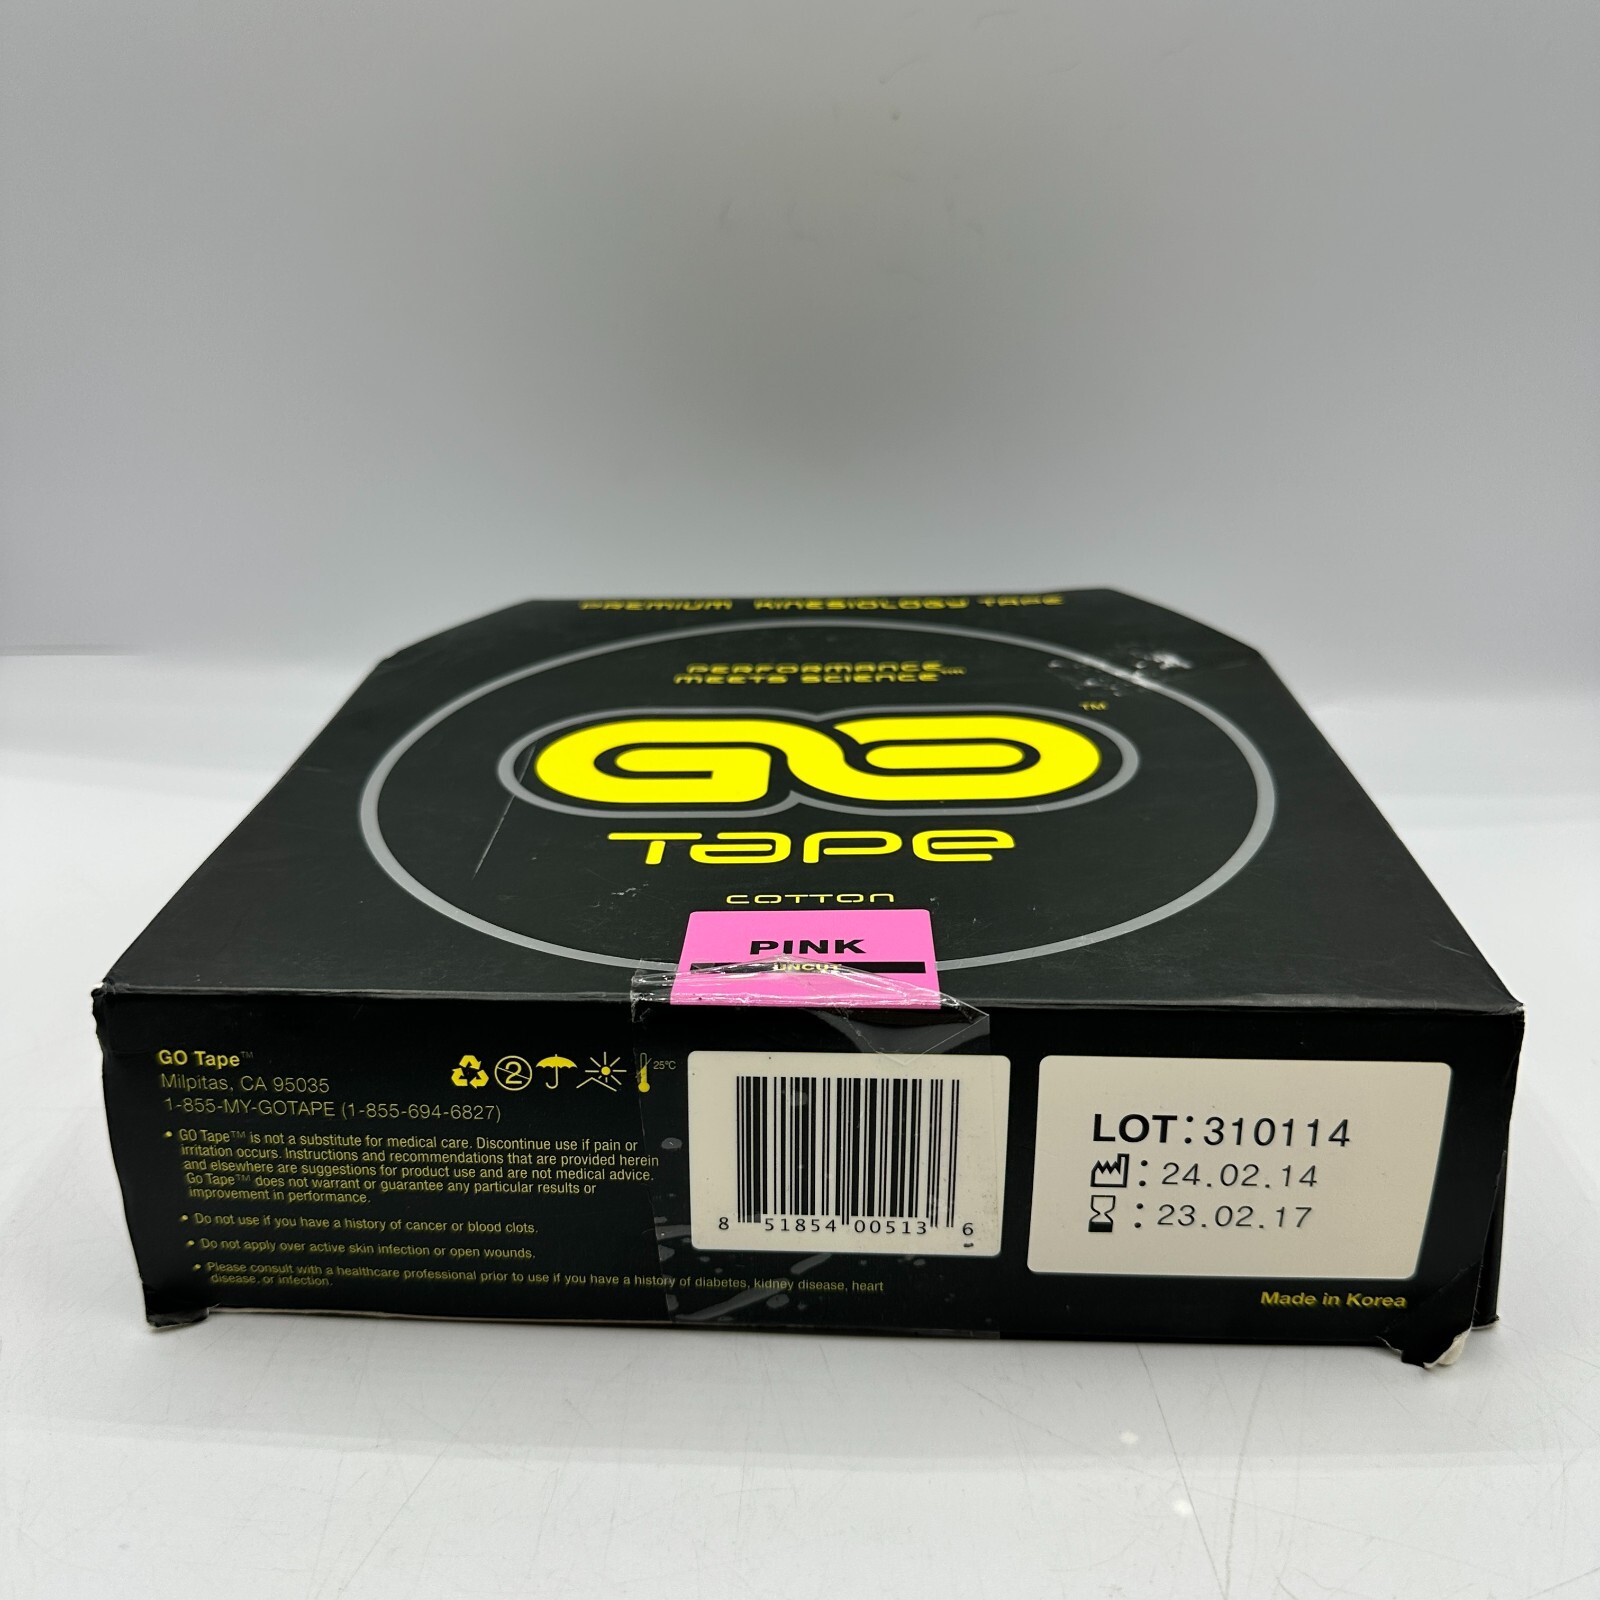 PREMIUM KINESIOLOGY TAPE
PERFORMANCE
MEETS SCIENCE
GO
TM
Tape
COTTON
PINK
UNCUT
GO Tape™
Milpitas, CA 95035
1-855-MY-GOTAPE (1-855-694-6827)
2
25°C
• GO Tape™ is not a substitute for medical care. Discontinue use if pain or
irritation occurs. Instructions and recommendations that are provided herein
and elsewhere are suggestions for product use and are not medical advice.
Go Tape™ does not warrant or guarantee any particular results or
improvement in performance.
• Do not use if you have a history of cancer or blood clots.
• Do not apply over active skin infection or open wounds.
• Please consult with a healthcare professional prior to use if you have a history of diabetes, kidney disease, heart
disease, or infection.
8 51854 00513 6
LOT: 310114
: 24.02.14
: 23.02.17
Made in Korea